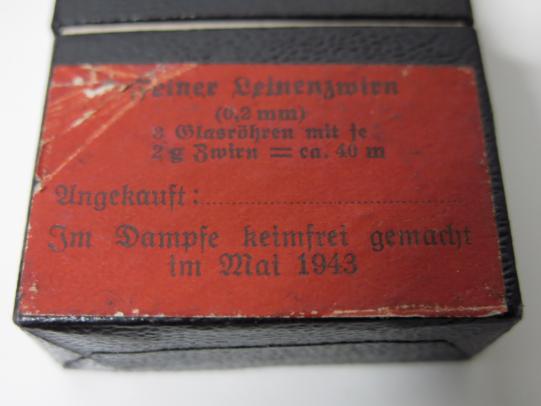 Feiner Leinenzwirn
(0,2 mm)
3 Glasröhren mit je
2 g Zwirn = ca. 40 m
Angekauft:
Im Dampfe keimfrei gemacht
im Mai 1943